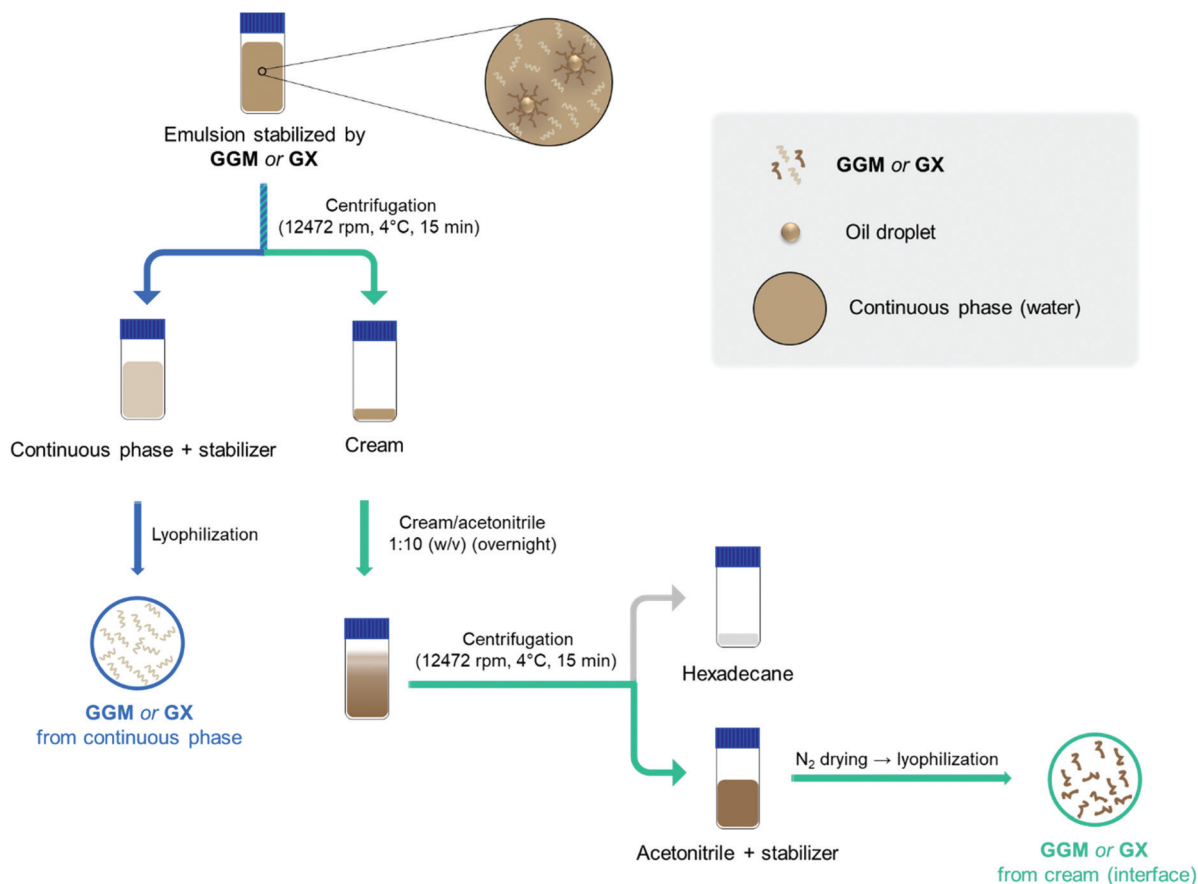 Emulsion stabilized by
GGM or GX
Centrifugation
(12472 rpm, 4°C, 15 min)
GGM or GX
Oil droplet
Continuous phase (water)
Continuous phase + stabilizer
Cream
Lyophilization
Cream/acetonitrile
1:10 (w/v) (overnight)
GGM or GX
from continuous phase
Centrifugation
(12472 rpm, 4°C, 15 min)
Hexadecane
Acetonitrile + stabilizer
N₂ drying → lyophilization
GGM or GX
from cream (interface)